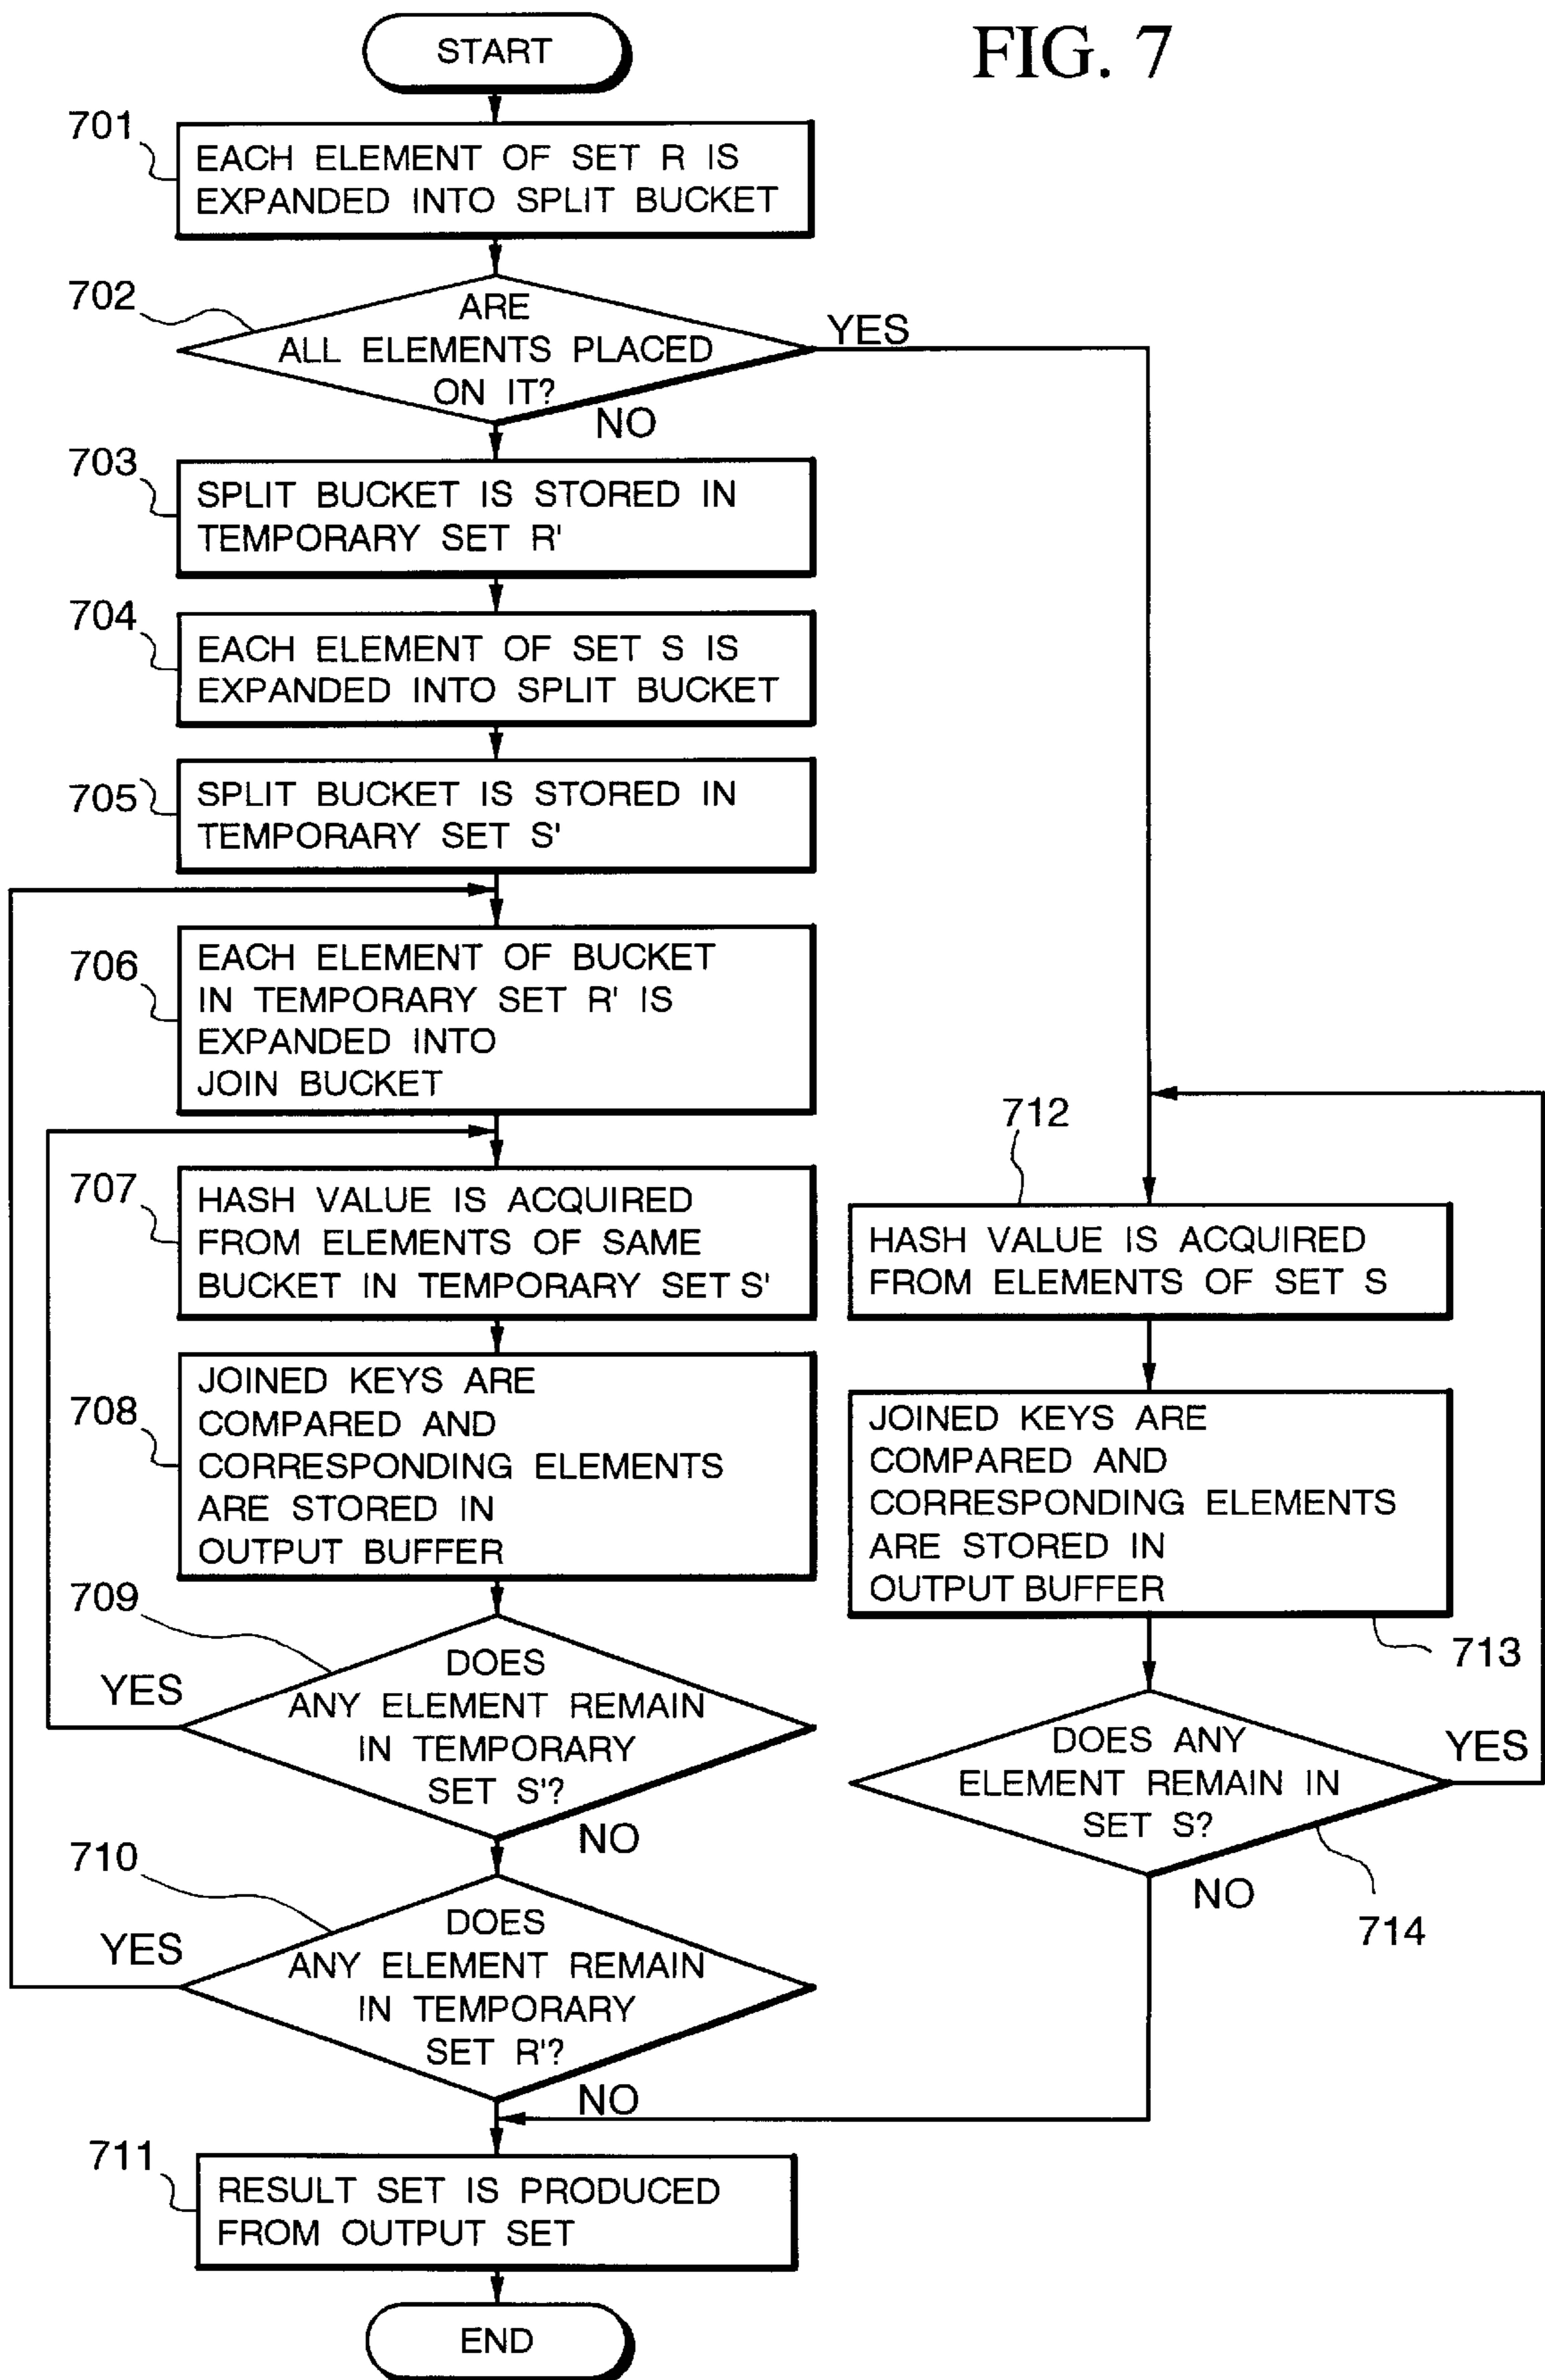 FIG. 7
START
701
EACH ELEMENT OF SET R IS
EXPANDED INTO SPLIT BUCKET
702
ARE
ALL ELEMENTS PLACED
ON IT?
YES
NO
703
SPLIT BUCKET IS STORED IN
TEMPORARY SET R'
704
EACH ELEMENT OF SET S IS
EXPANDED INTO SPLIT BUCKET
705
SPLIT BUCKET IS STORED IN
TEMPORARY SET S'
706
EACH ELEMENT OF BUCKET
IN TEMPORARY SET R' IS
EXPANDED INTO
JOIN BUCKET
707
HASH VALUE IS ACQUIRED
FROM ELEMENTS OF SAME
BUCKET IN TEMPORARY SET S'
708
JOINED KEYS ARE
COMPARED AND
CORRESPONDING ELEMENTS
ARE STORED IN
OUTPUT BUFFER
709
DOES
ANY ELEMENT REMAIN
IN TEMPORARY
SET S'?
YES
NO
710
DOES
ANY ELEMENT REMAIN
IN TEMPORARY
SET R'?
YES
NO
712
HASH VALUE IS ACQUIRED
FROM ELEMENTS OF SET S
JOINED KEYS ARE
COMPARED AND
CORRESPONDING ELEMENTS
ARE STORED IN
OUTPUT BUFFER
713
DOES ANY
ELEMENT REMAIN IN
SET S?
YES
NO
714
711
RESULT SET IS PRODUCED
FROM OUTPUT SET
END